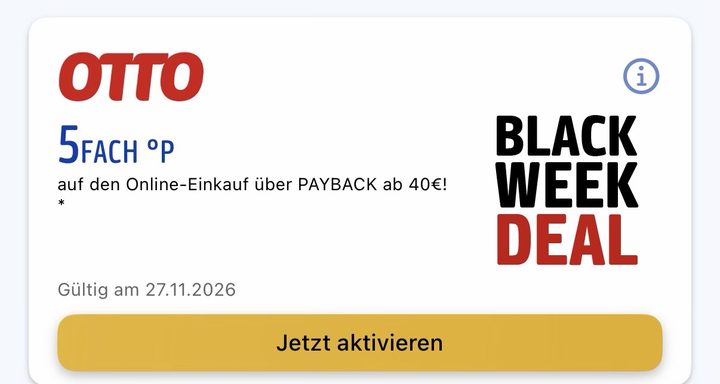 OTTO
5FACH °P
auf den Online-Einkauf über PAYBACK ab 40€!
*
BLACK
WEEK
DEAL
Gültig am 27.11.2026
Jetzt aktivieren